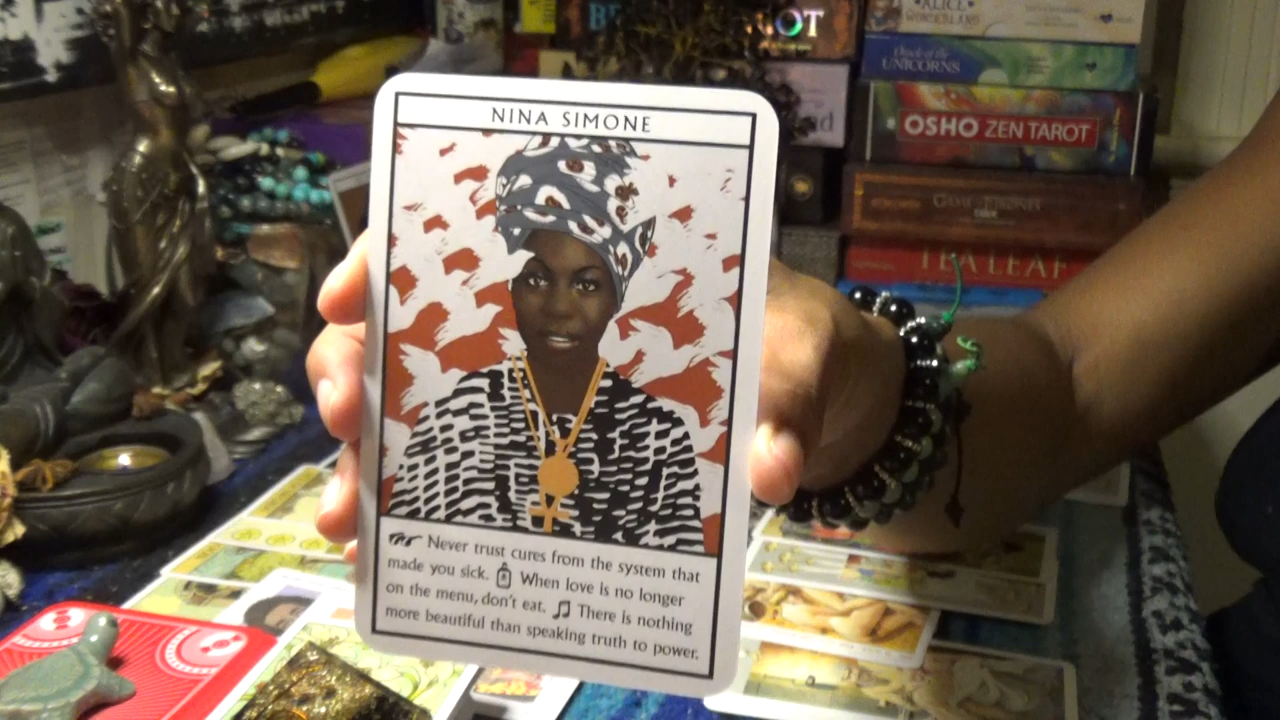 NINA SIMONE
Never trust cures from the system that
made you sick. When love is no longer
on the menu, don't eat. There is nothing
more beautiful than speaking truth to power.
ALICE
WONDERLAND
UNICORNS
OSHO ZEN TAROT
GAME OF THRONES
TEA LEAF